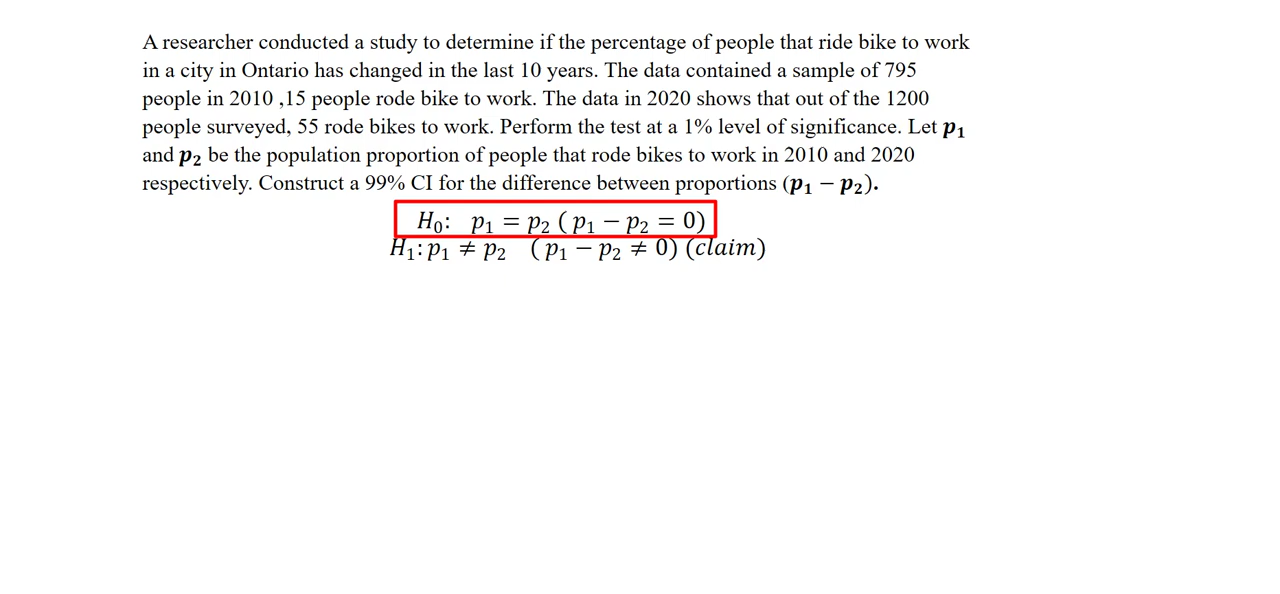 A researcher conducted a study to determine if the percentage of people that ride bike to work
in a city in Ontario has changed in the last 10 years. The data contained a sample of 795
people in 2010 ,15 people rode bike to work. The data in 2020 shows that out of the 1200
people surveyed, 55 rode bikes to work. Perform the test at a 1% level of significance. Let p₁
and p₂ be the population proportion of people that rode bikes to work in 2010 and 2020
respectively. Construct a 99% CI for the difference between proportions (p₁ − p₂).
H₀: p₁ = p₂ ( p₁ − p₂ = 0)
H₁: p₁ ≠ p₂ ( p₁ − p₂ ≠ 0) (claim)